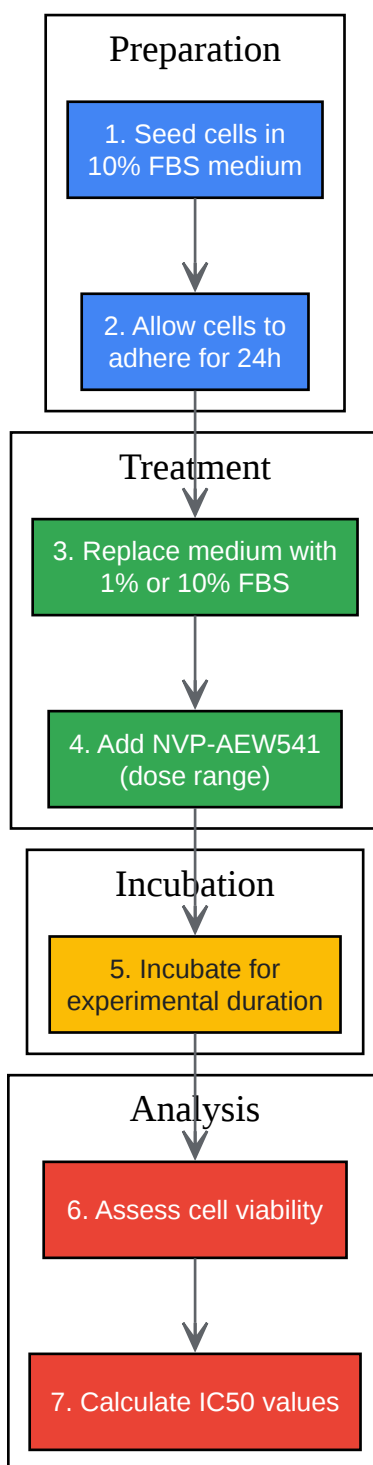 Preparation
1. Seed cells in
10% FBS medium
2. Allow cells to
adhere for 24h
Treatment
3. Replace medium with
1% or 10% FBS
4. Add NVP-AEW541
(dose range)
Incubation
5. Incubate for
experimental duration
Analysis
6. Assess cell viability
7. Calculate IC50 values